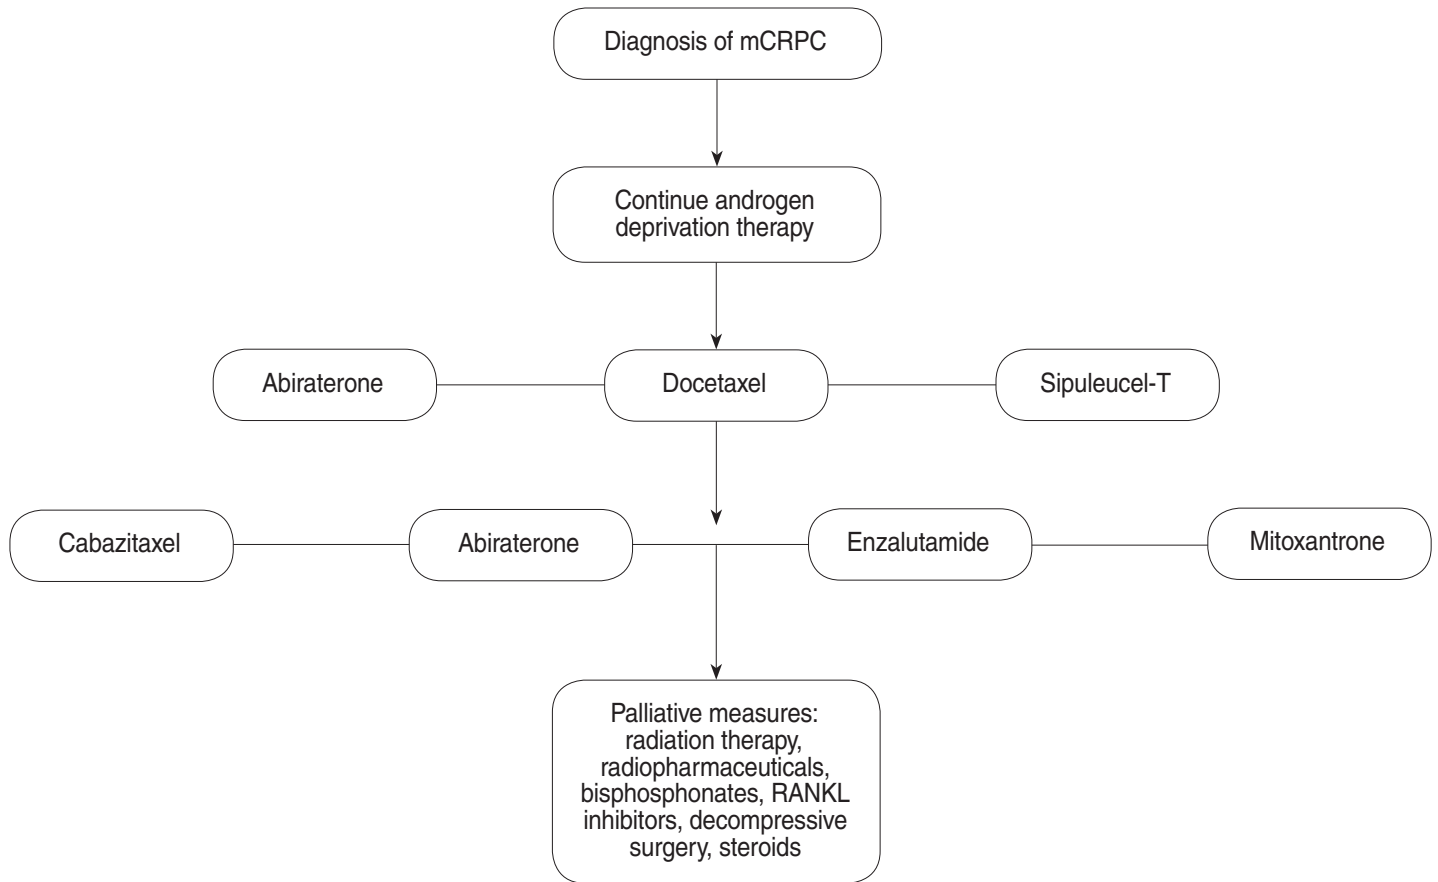 Diagnosis of mCRPC
Continue androgen
deprivation therapy
Abiraterone
Docetaxel
Sipuleucel-T
Cabazitaxel
Abiraterone
Enzalutamide
Mitoxantrone
Palliative measures:
radiation therapy,
radiopharmaceuticals,
bisphosphonates, RANKL
inhibitors, decompressive
surgery, steroids